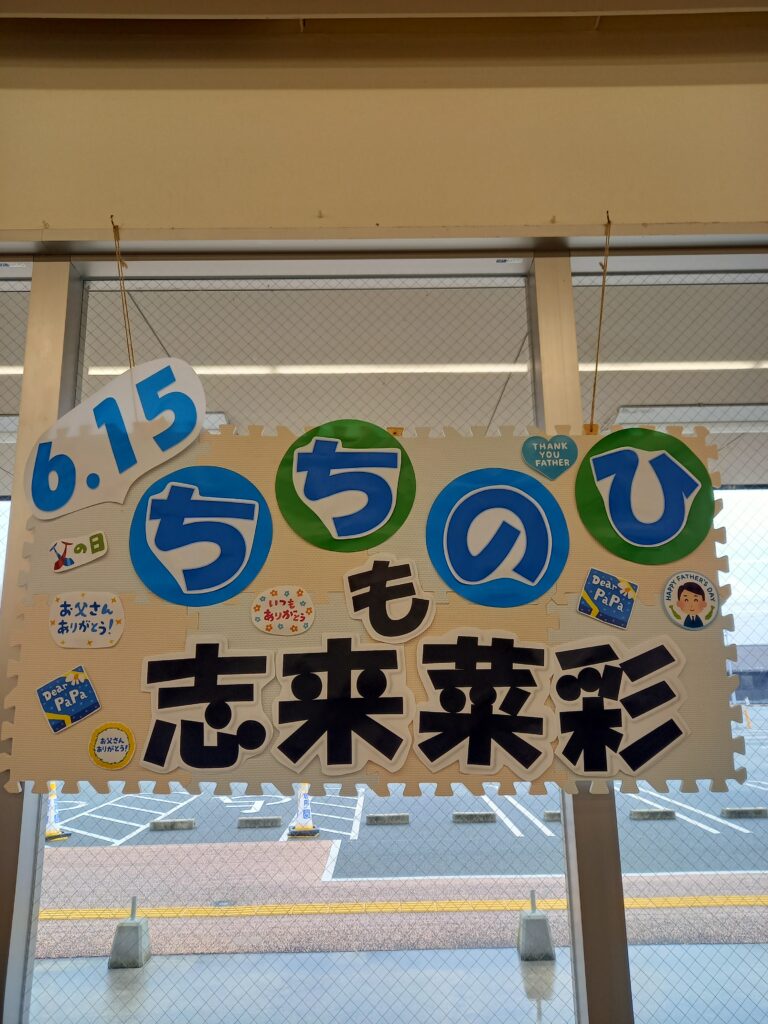 6.15
ちちのひ
も
志来菜彩
THANK
YOU
FATHER
の日
お父さん
ありがとう!
いつも
ありがとう
Dear
PaPa
HAPPY FATHER'S DAY
Dear
PaPa
お父さん
ありがとう!